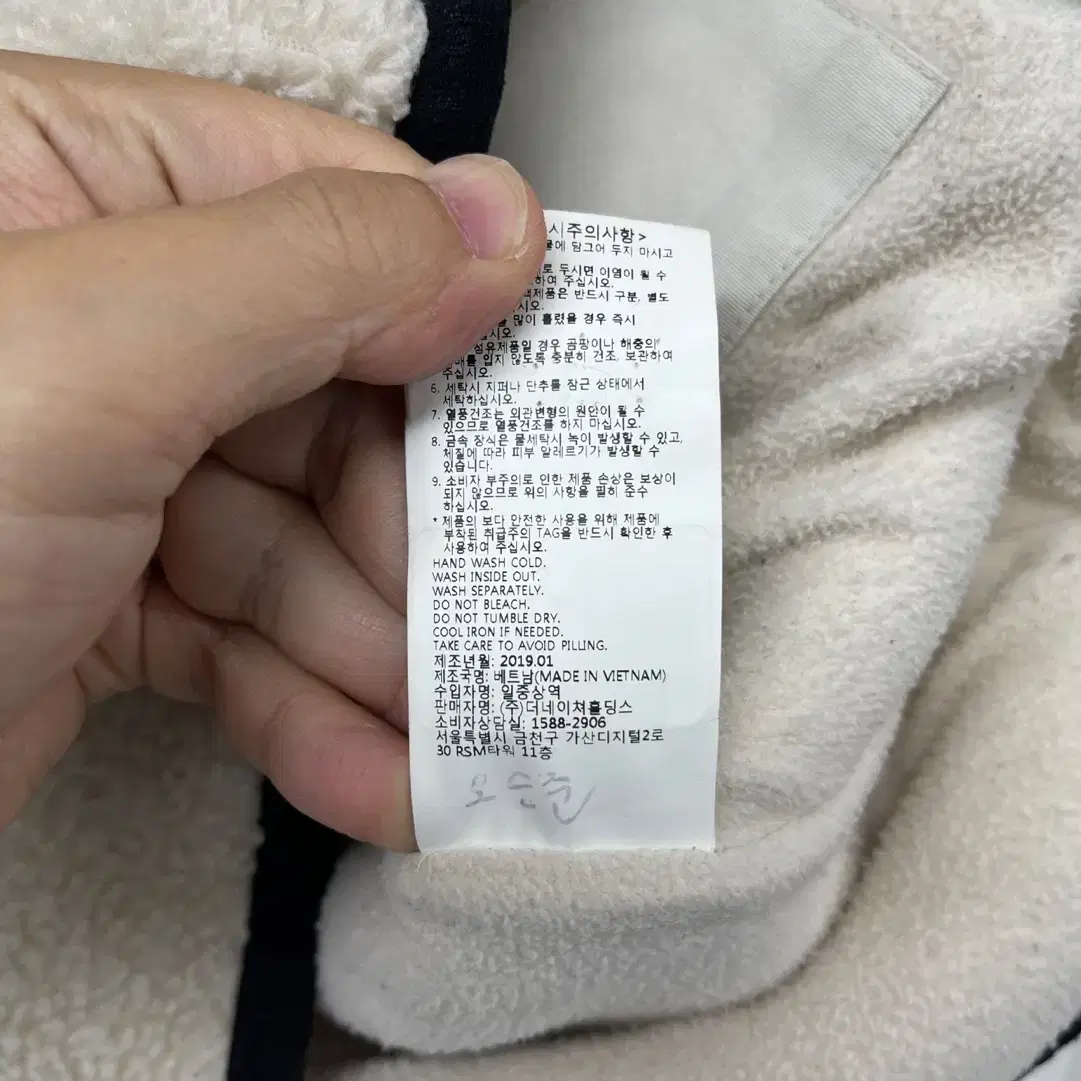 시주의사항>
물에 담그어 두지 마시고
로 두시면 이염이 될 수
하여 주십시오.
색제품은 반드시 구분, 별도
시오.
을 많이 흘렸을 경우 즉시
십시오.
섬유제품일 경우 곰팡이나 해충의
해를 입지 않도록 충분히 건조, 보관하여
주십시오.
6. 세탁시 지퍼나 단추를 잠근 상태에서
세탁하십시오.
7. 열풍건조는 외관변형의 원인이 될 수
있으므로 열풍건조를 하지 마십시오.
8. 금속 장식은 물세탁시 녹이 발생할 수 있고,
체질에 따라 피부 알레르기가 발생할 수
있습니다.
9. 소비자 부주의로 인한 제품 손상은 보상이
되지 않으므로 위의 사항을 필히 준수
하십시오.
* 제품의 보다 안전한 사용을 위해 제품에
부착된 취급주의 TAG을 반드시 확인한 후
사용하여 주십시오.
HAND WASH COLD.
WASH INSIDE OUT.
WASH SEPARATELY.
DO NOT BLEACH.
DO NOT TUMBLE DRY.
COOL IRON IF NEEDED.
TAKE CARE TO AVOID PILLING.
제조년월: 2019.01
제조국명: 베트남(MADE IN VIETNAM)
수입자명: 일중상역
판매자명: (주)더네이쳐홀딩스
소비자상담실: 1588-2906
서울특별시 금천구 가산디지털2로
30 RSM타워 11층